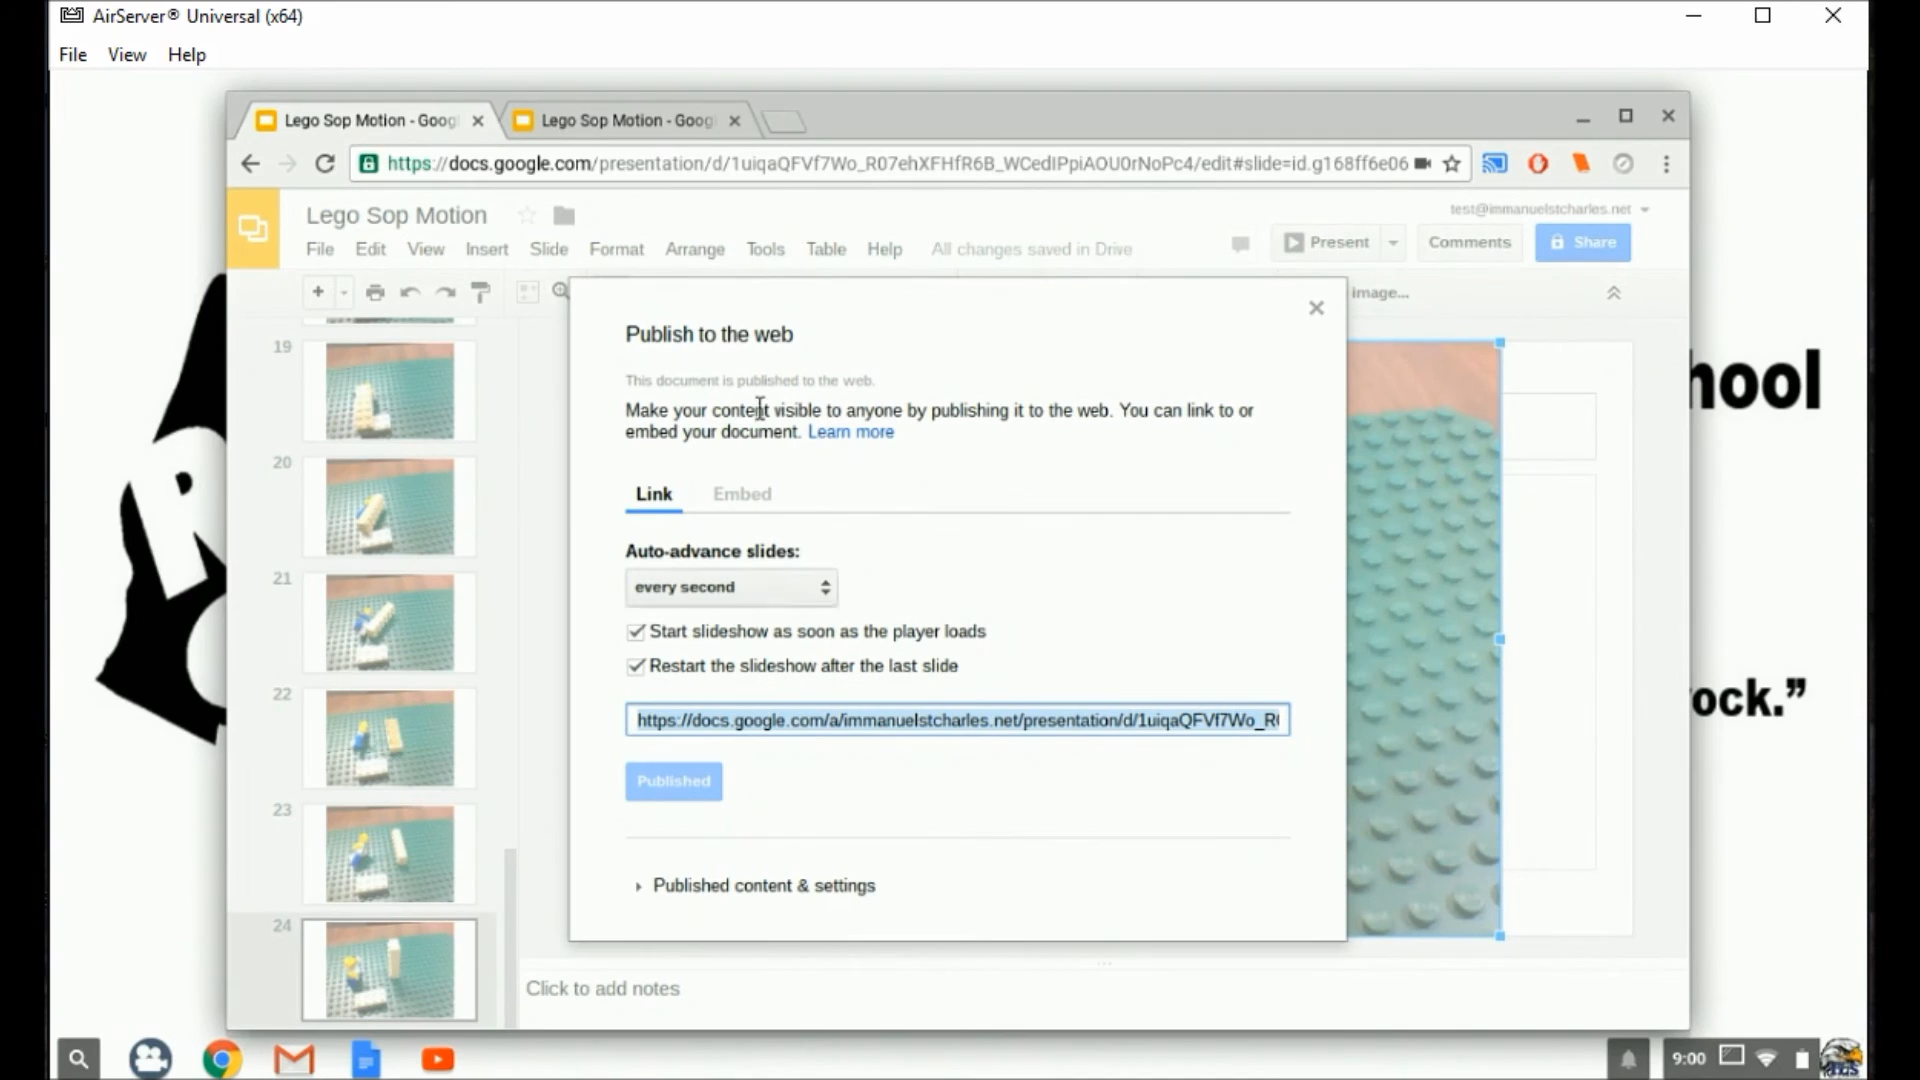 AirServer® Universal (x64)
File View Help
Lego Sop Motion - Goog
Lego Sop Motion - Goog
https://docs.google.com/presentation/d/1uiqaQFVf7Wo_R07ehXFHfR6B_WCedIPpiAOU0rNoPc4/edit#slide=id.g168ff6e06
Lego Sop Motion
test@immanuelstcharles.net
File Edit View Insert Slide Format Arrange Tools Table Help All changes saved in Drive
Present
Comments
Share
image...
Publish to the web
This document is published to the web.
Make your content visible to anyone by publishing it to the web. You can link to or
embed your document. Learn more
Link Embed
Auto-advance slides:
every second
Start slideshow as soon as the player loads
Restart the slideshow after the last slide
https://docs.google.com/a/immanuelstcharles.net/presentation/d/1uiqaQFVf7Wo_R
Published
Published content & settings
19
20
21
22
23
24
Click to add notes
hool
ock.”
9:00